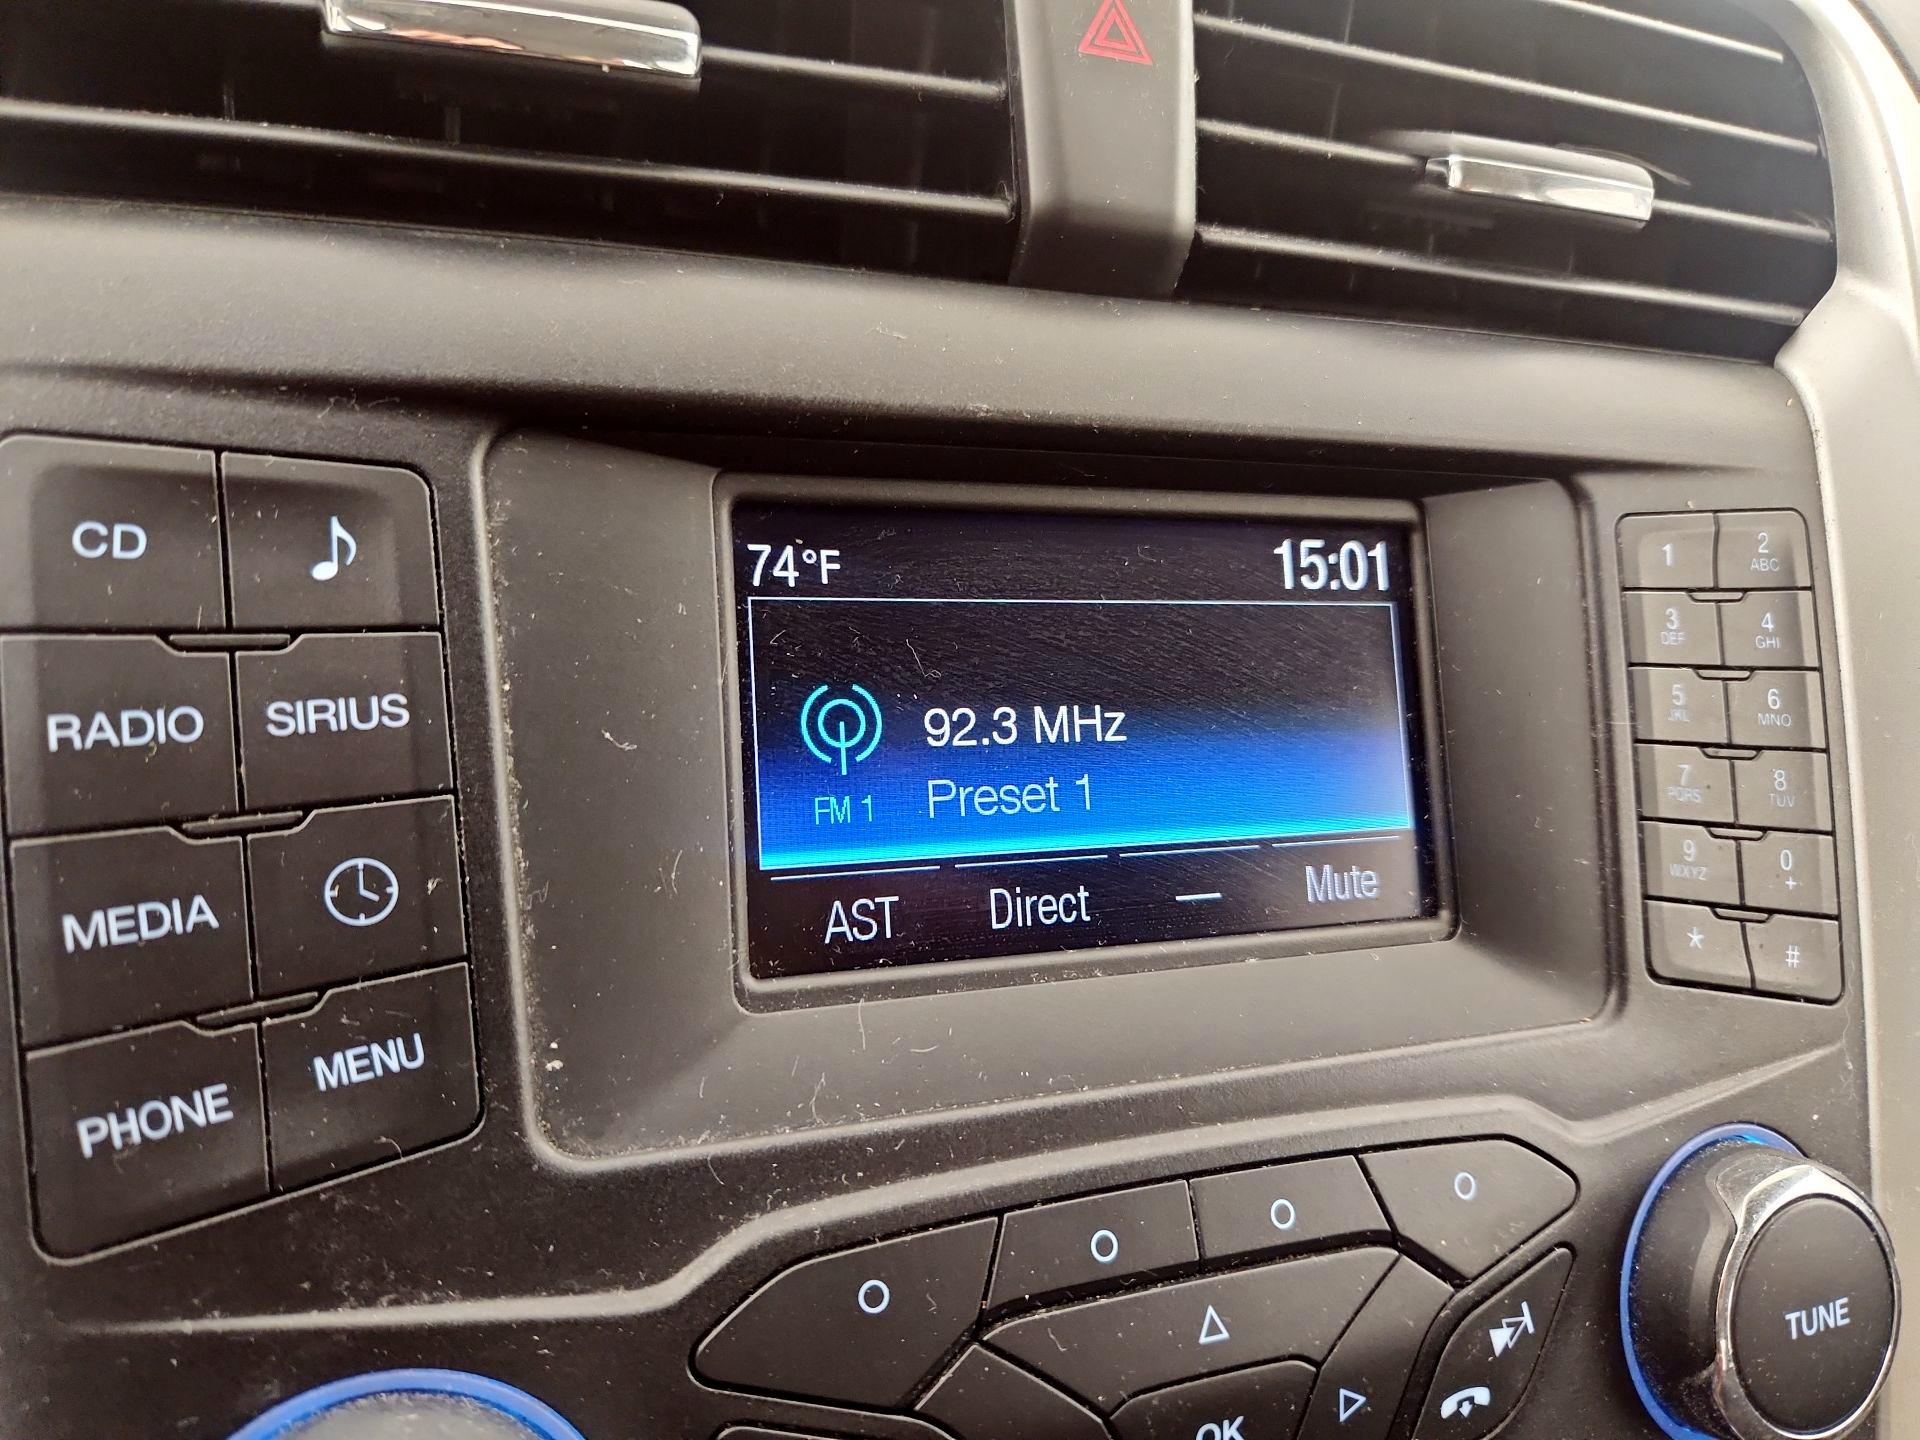 CD
RADIO
SIRIUS
MEDIA
PHONE
MENU
74°F
15:01
92.3 MHz
FM 1
Preset 1
AST
Direct
—
Mute
1
2
ABC
3
DEF
4
GHI
5
JKL
6
MNO
7
PQRS
8
TUV
9
WXYZ
0
+
*
#
OK
TUNE